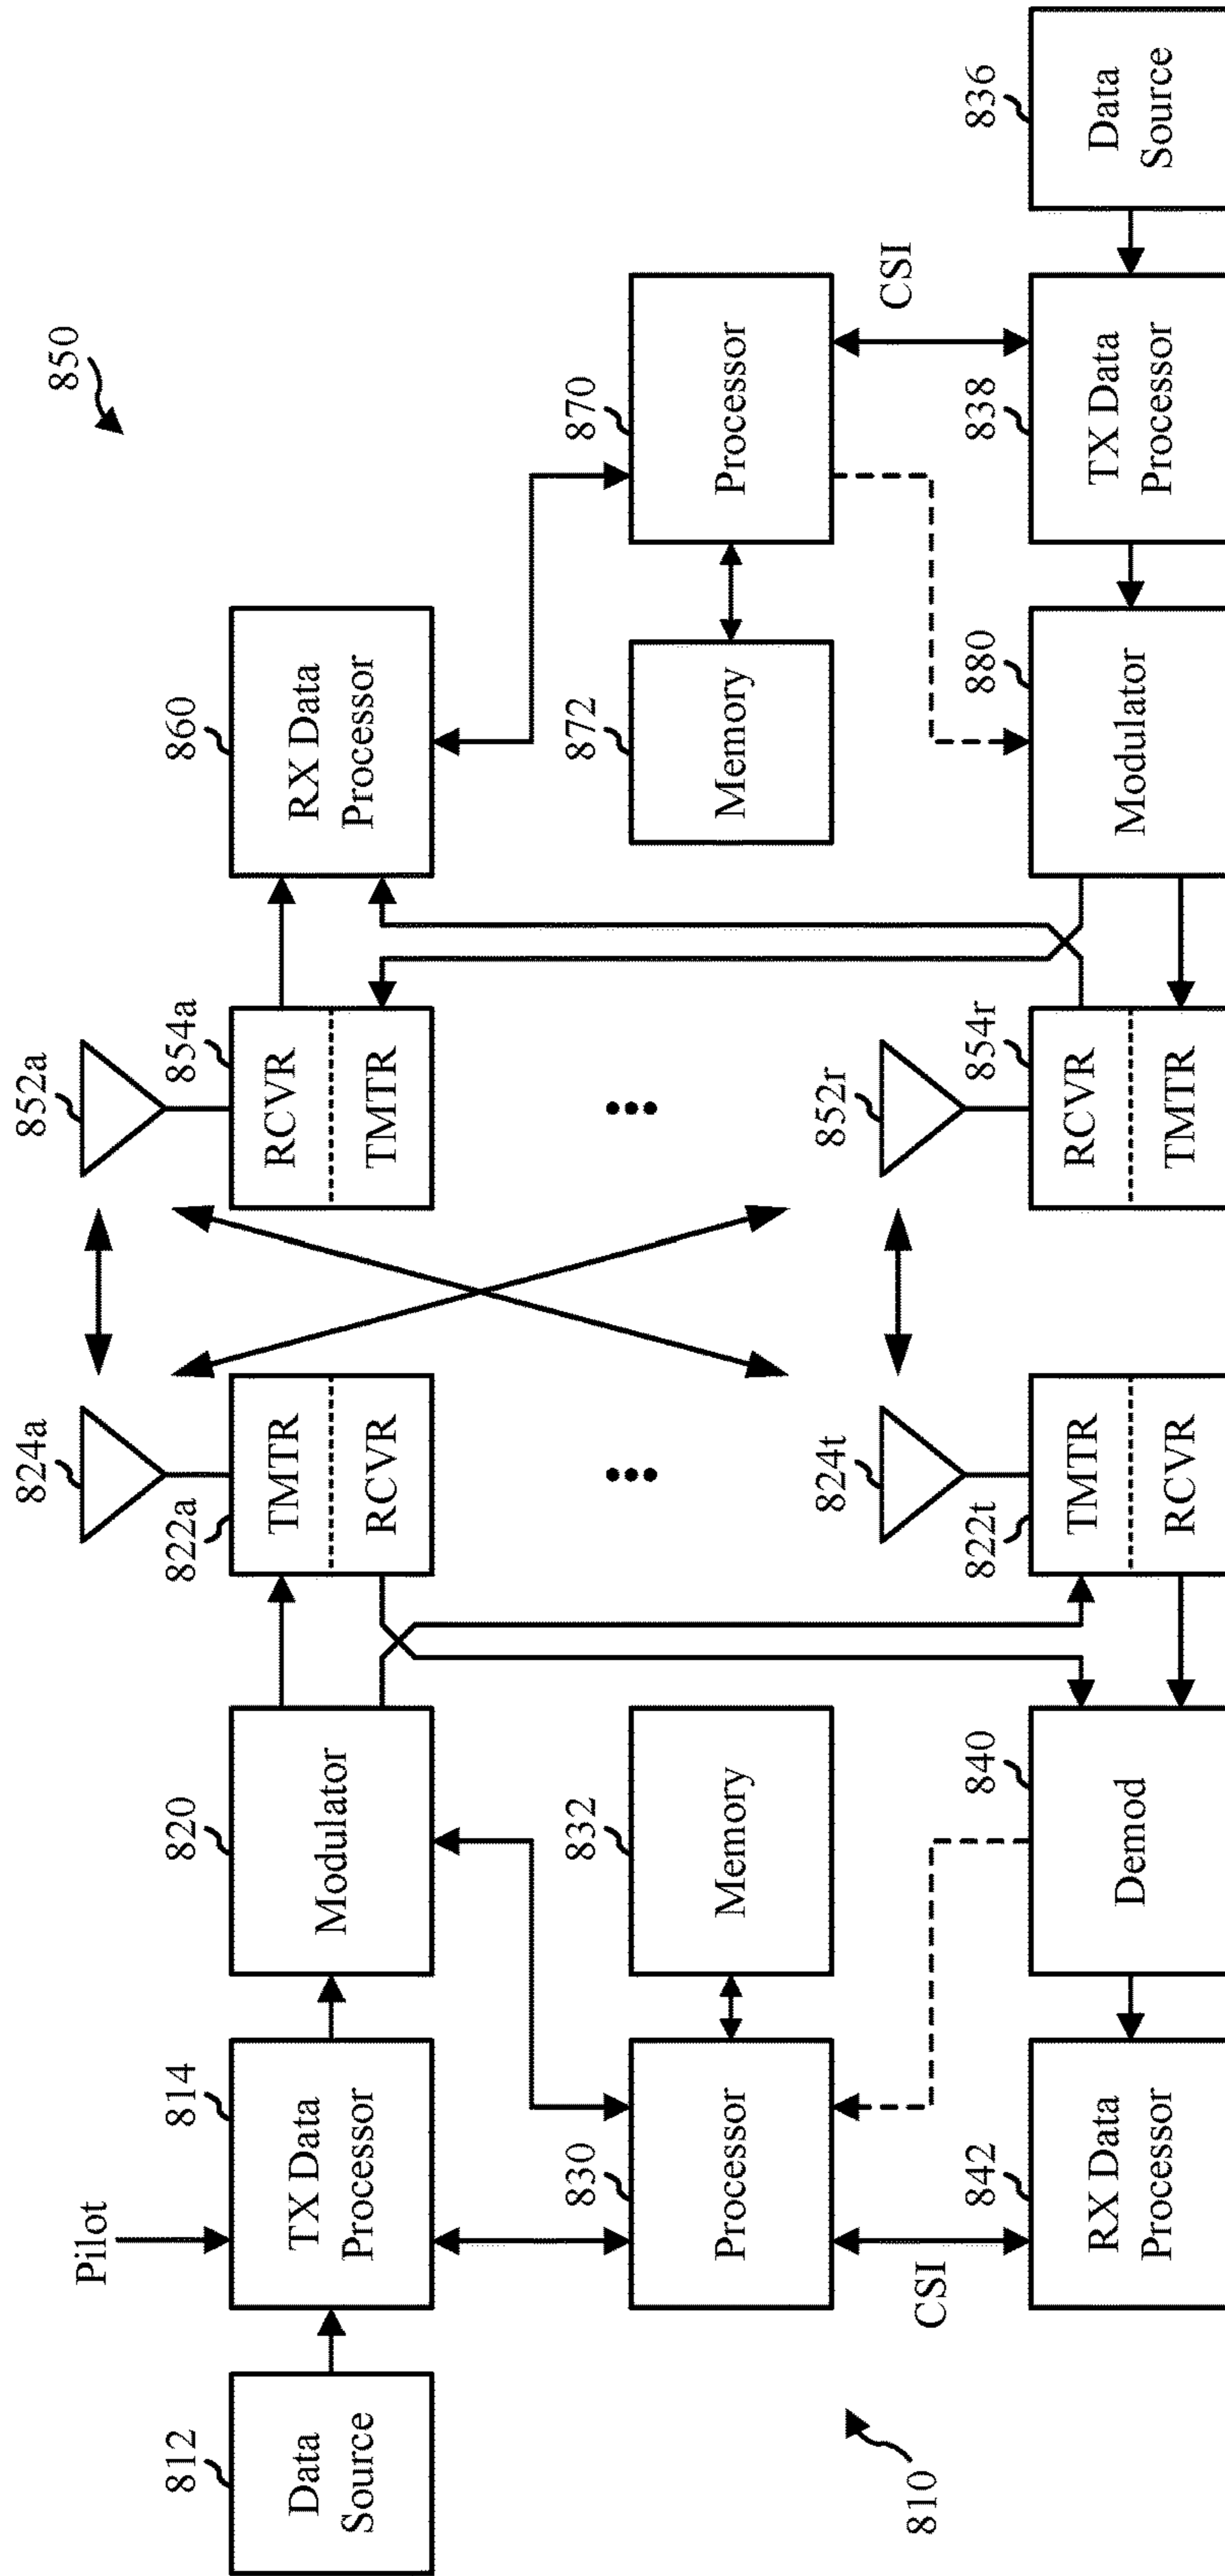 850
852a
824a
Pilot
812
814
820
822a
854a
860
Data
Source
TX Data
Processor
Modulator
TMTR
RCVR
RCVR
TMTR
RX Data
Processor
830
832
872
870
Processor
Memory
•••
•••
Memory
Processor
CSI
CSI
824t
852r
810
842
840
822t
854r
880
838
836
RX Data
Processor
Demod
TMTR
RCVR
RCVR
TMTR
Modulator
TX Data
Processor
Data
Source